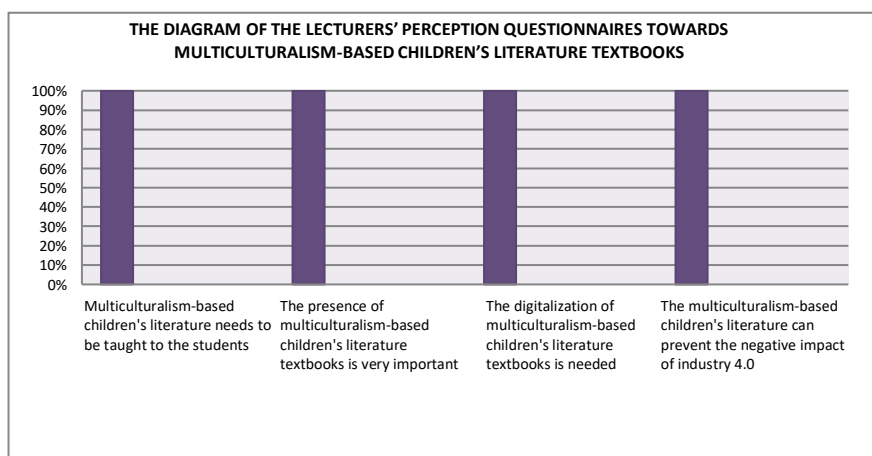 THE DIAGRAM OF THE LECTURERS’ PERCEPTION QUESTIONNAIRES TOWARDS
MULTICULTURALISM-BASED CHILDREN’S LITERATURE TEXTBOOKS
100%
90%
80%
70%
60%
50%
40%
30%
20%
10%
0%
Multiculturalism-based
children's literature needs to
be taught to the students
The presence of
multiculturalism-based
children's literature
textbooks is very important
The digitalization of
multiculturalism-based
children's literature
textbooks is needed
The multiculturalism-based
children's literature can
prevent the negative impact
of industry 4.0